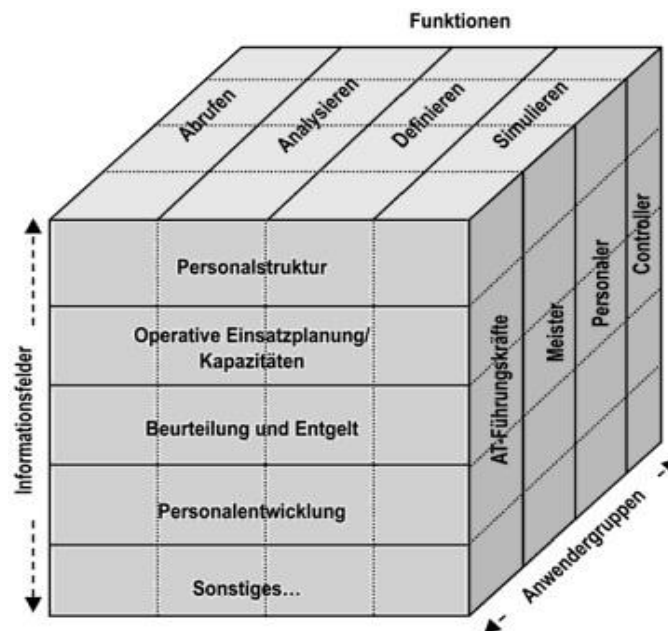 Funktionen
Abrufen
Analysieren
Definieren
Simulieren
Informationsfelder
Personalstruktur
Operative Einsatzplanung/
Kapazitäten
Beurteilung und Entgelt
Personalentwicklung
Sonstiges…
AT-Führungskräfte
Meister
Personaler
Controller
Anwendergruppen